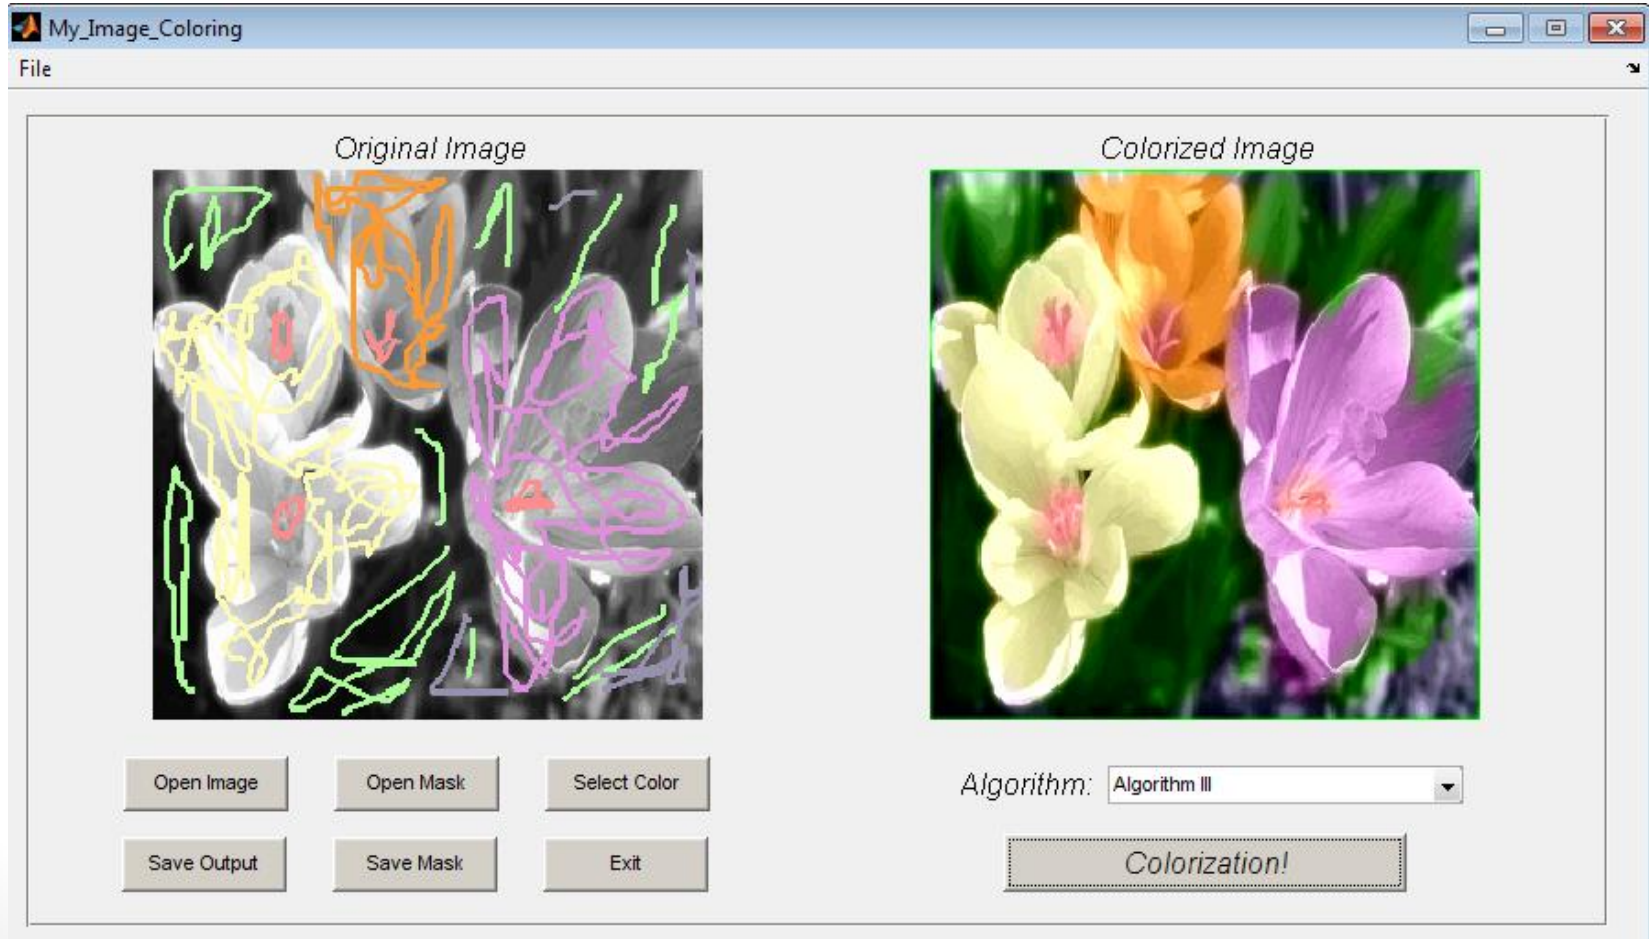 My_Image_Coloring
File
Original Image
Colorized Image
Open Image
Open Mask
Select Color
Algorithm:
Algorithm III
Save Output
Save Mask
Exit
Colorization!